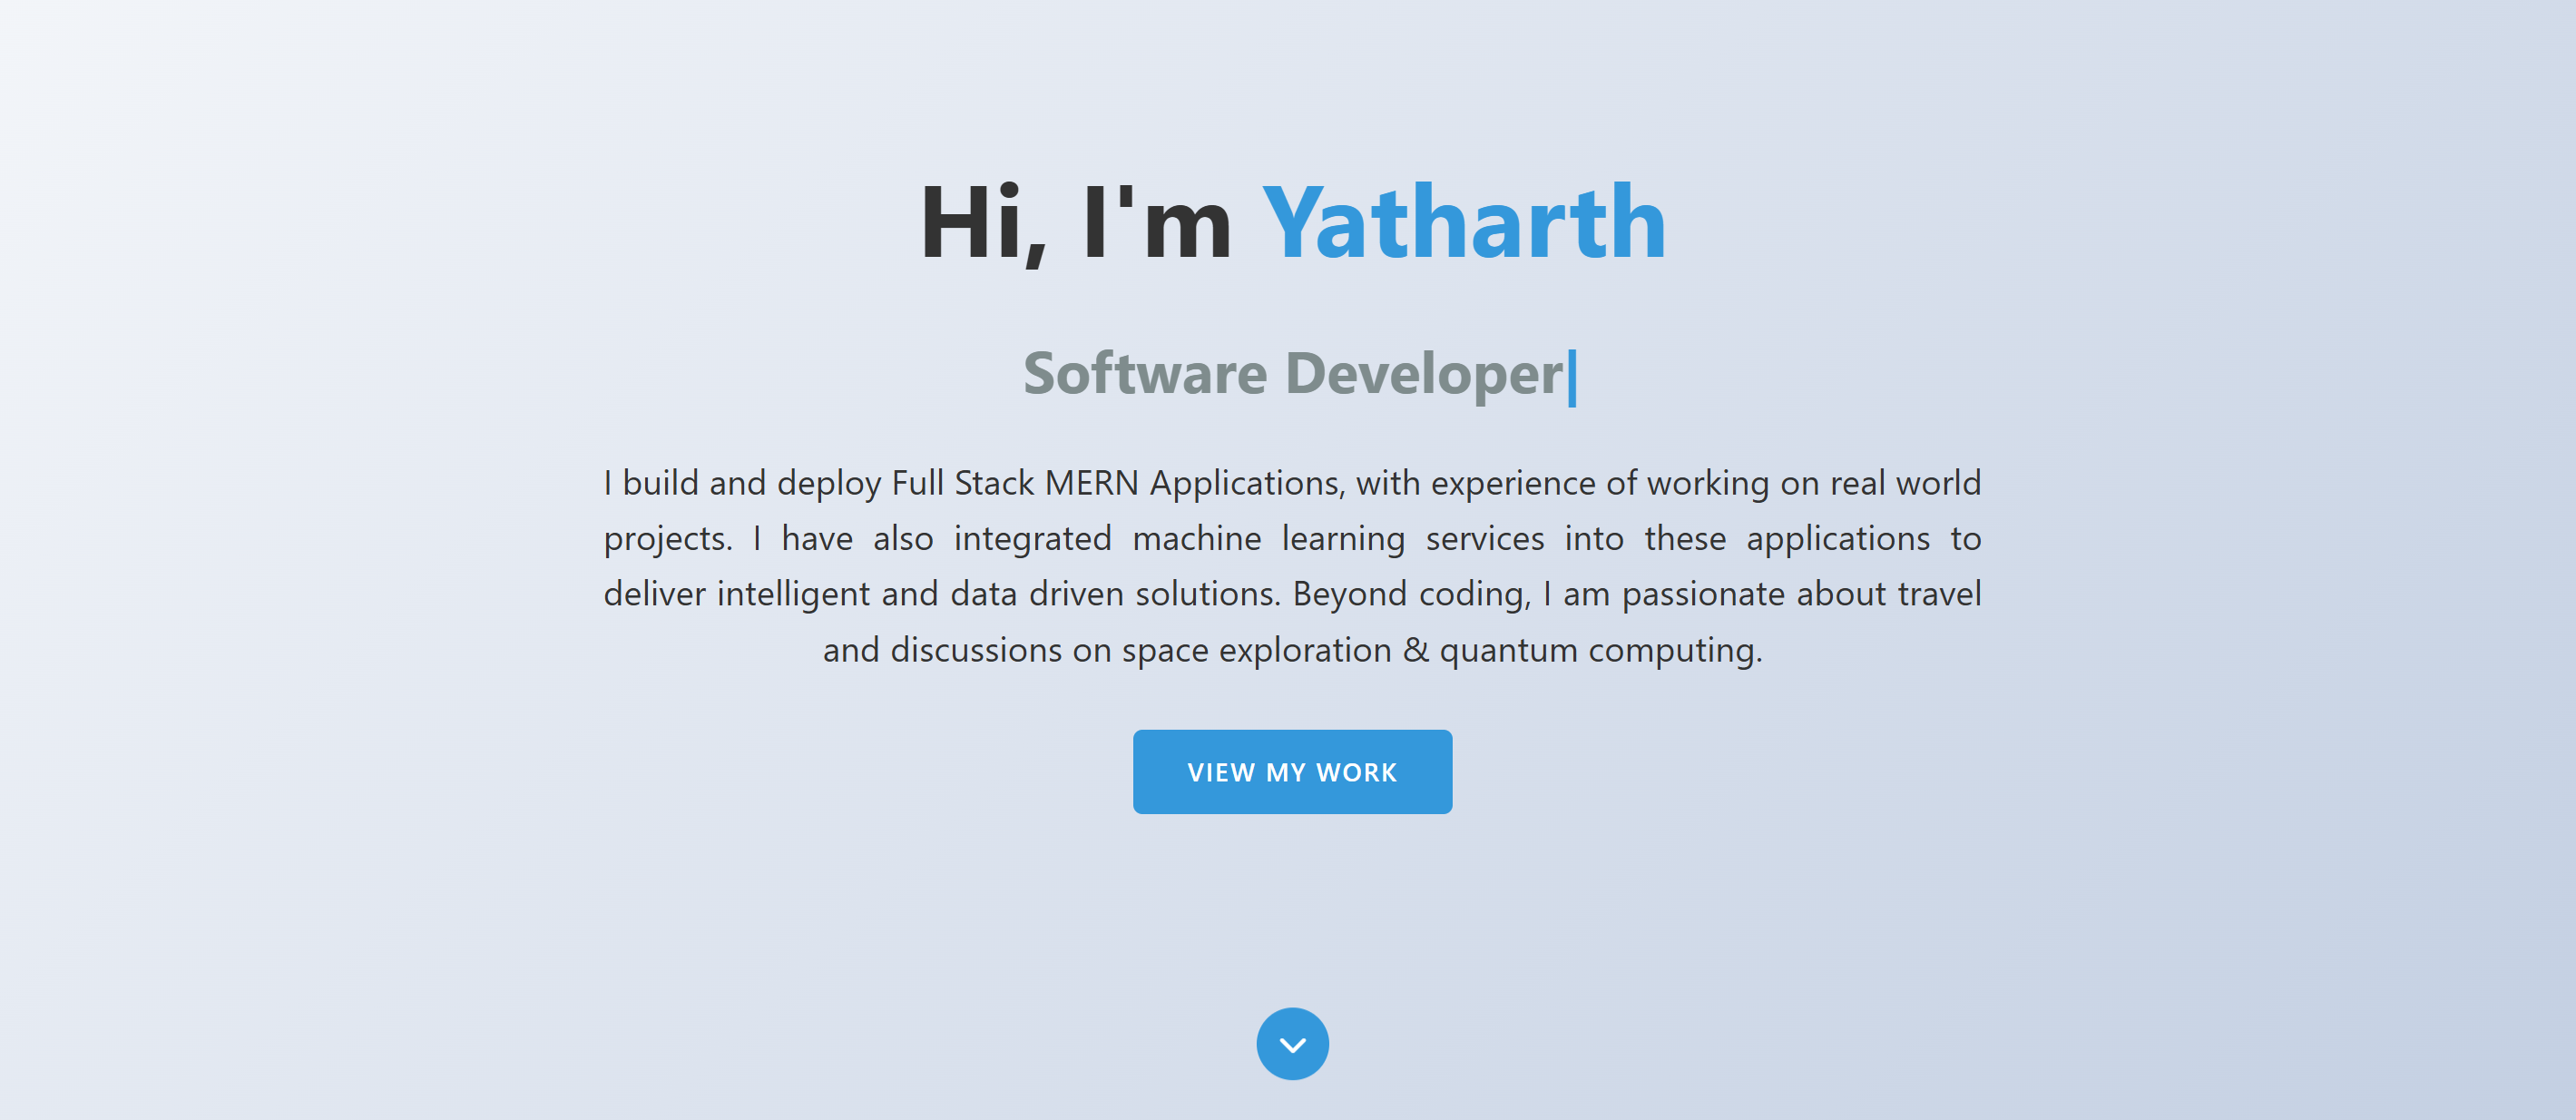 Hi, I'm Yatharth
Software Developer|
I build and deploy Full Stack MERN Applications, with experience of working on real world
projects. I have also integrated machine learning services into these applications to
deliver intelligent and data driven solutions. Beyond coding, I am passionate about travel
and discussions on space exploration & quantum computing.
VIEW MY WORK